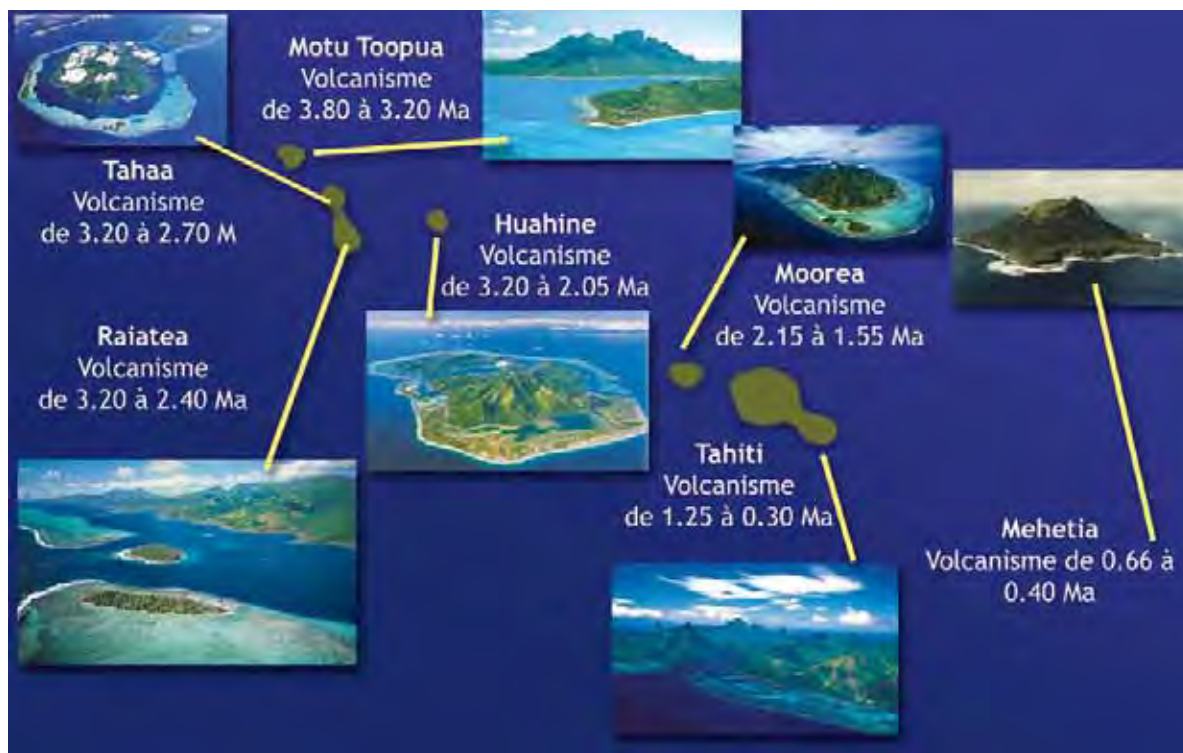 Motu Toopua
Volcanisme
de 3.80 à 3.20 Ma
Tahaa
Volcanisme
de 3.20 à 2.70 M
Huahine
Volcanisme
de 3.20 à 2.05 Ma
Moorea
Volcanisme
de 2.15 à 1.55 Ma
Raiatea
Volcanisme
de 3.20 à 2.40 Ma
Tahiti
Volcanisme
de 1.25 à 0.30 Ma
Mehetia
Volcanisme de 0.66 à
0.40 Ma